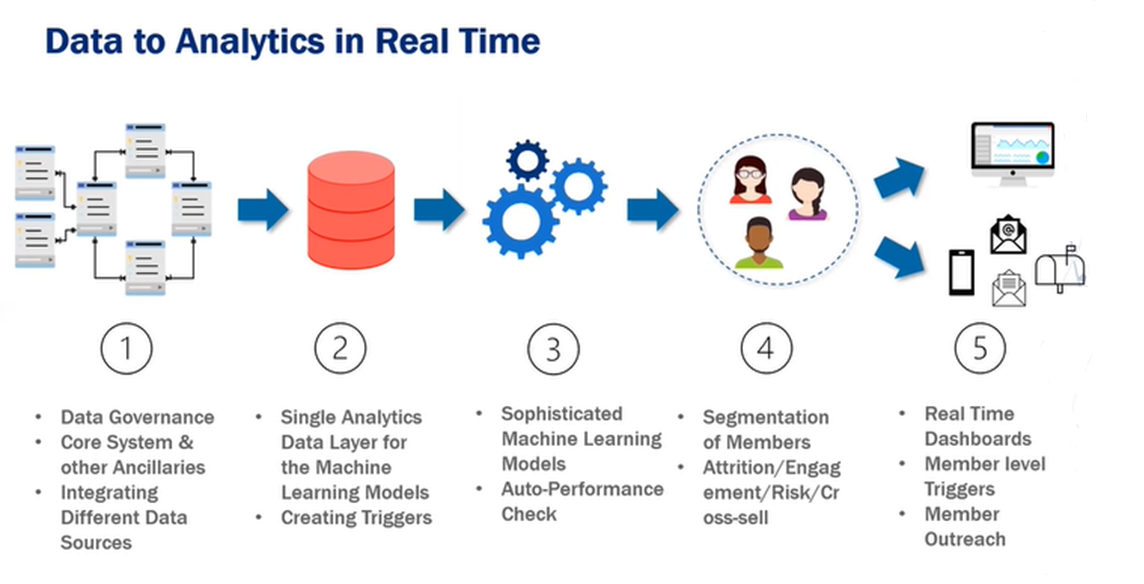 Data to Analytics in Real Time
1
2
3
4
5
• Data Governance
• Core System &
other Ancillaries
• Integrating
Different Data
Sources
• Single Analytics
Data Layer for
the Machine
Learning Models
• Creating Triggers
• Sophisticated
Machine Learning
Models
• Auto-Performance
Check
• Segmentation
of Members
• Attrition/Engag
ement/Risk/Cr
oss-sell
• Real Time
Dashboards
• Member level
Triggers
• Member
Outreach